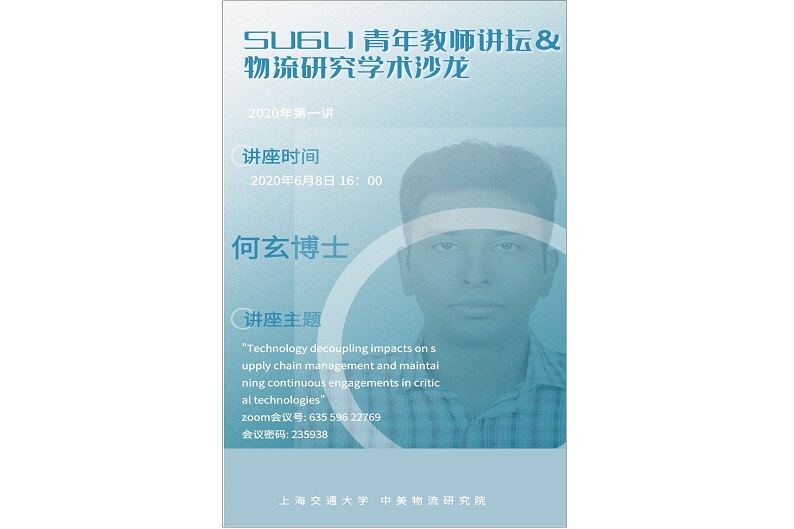 SUGLI 青年教师讲坛&
物流研究学术沙龙
2020年第一讲
讲座时间
2020年6月8日 16：00
何玄博士
讲座主题
"Technology decoupling impacts on s
upply chain management and maintai
ning continuous engagements in critic
al technologies"
zoom会议号: 635 596 22769
会议密码: 235938
上海交通大学 中美物流研究院